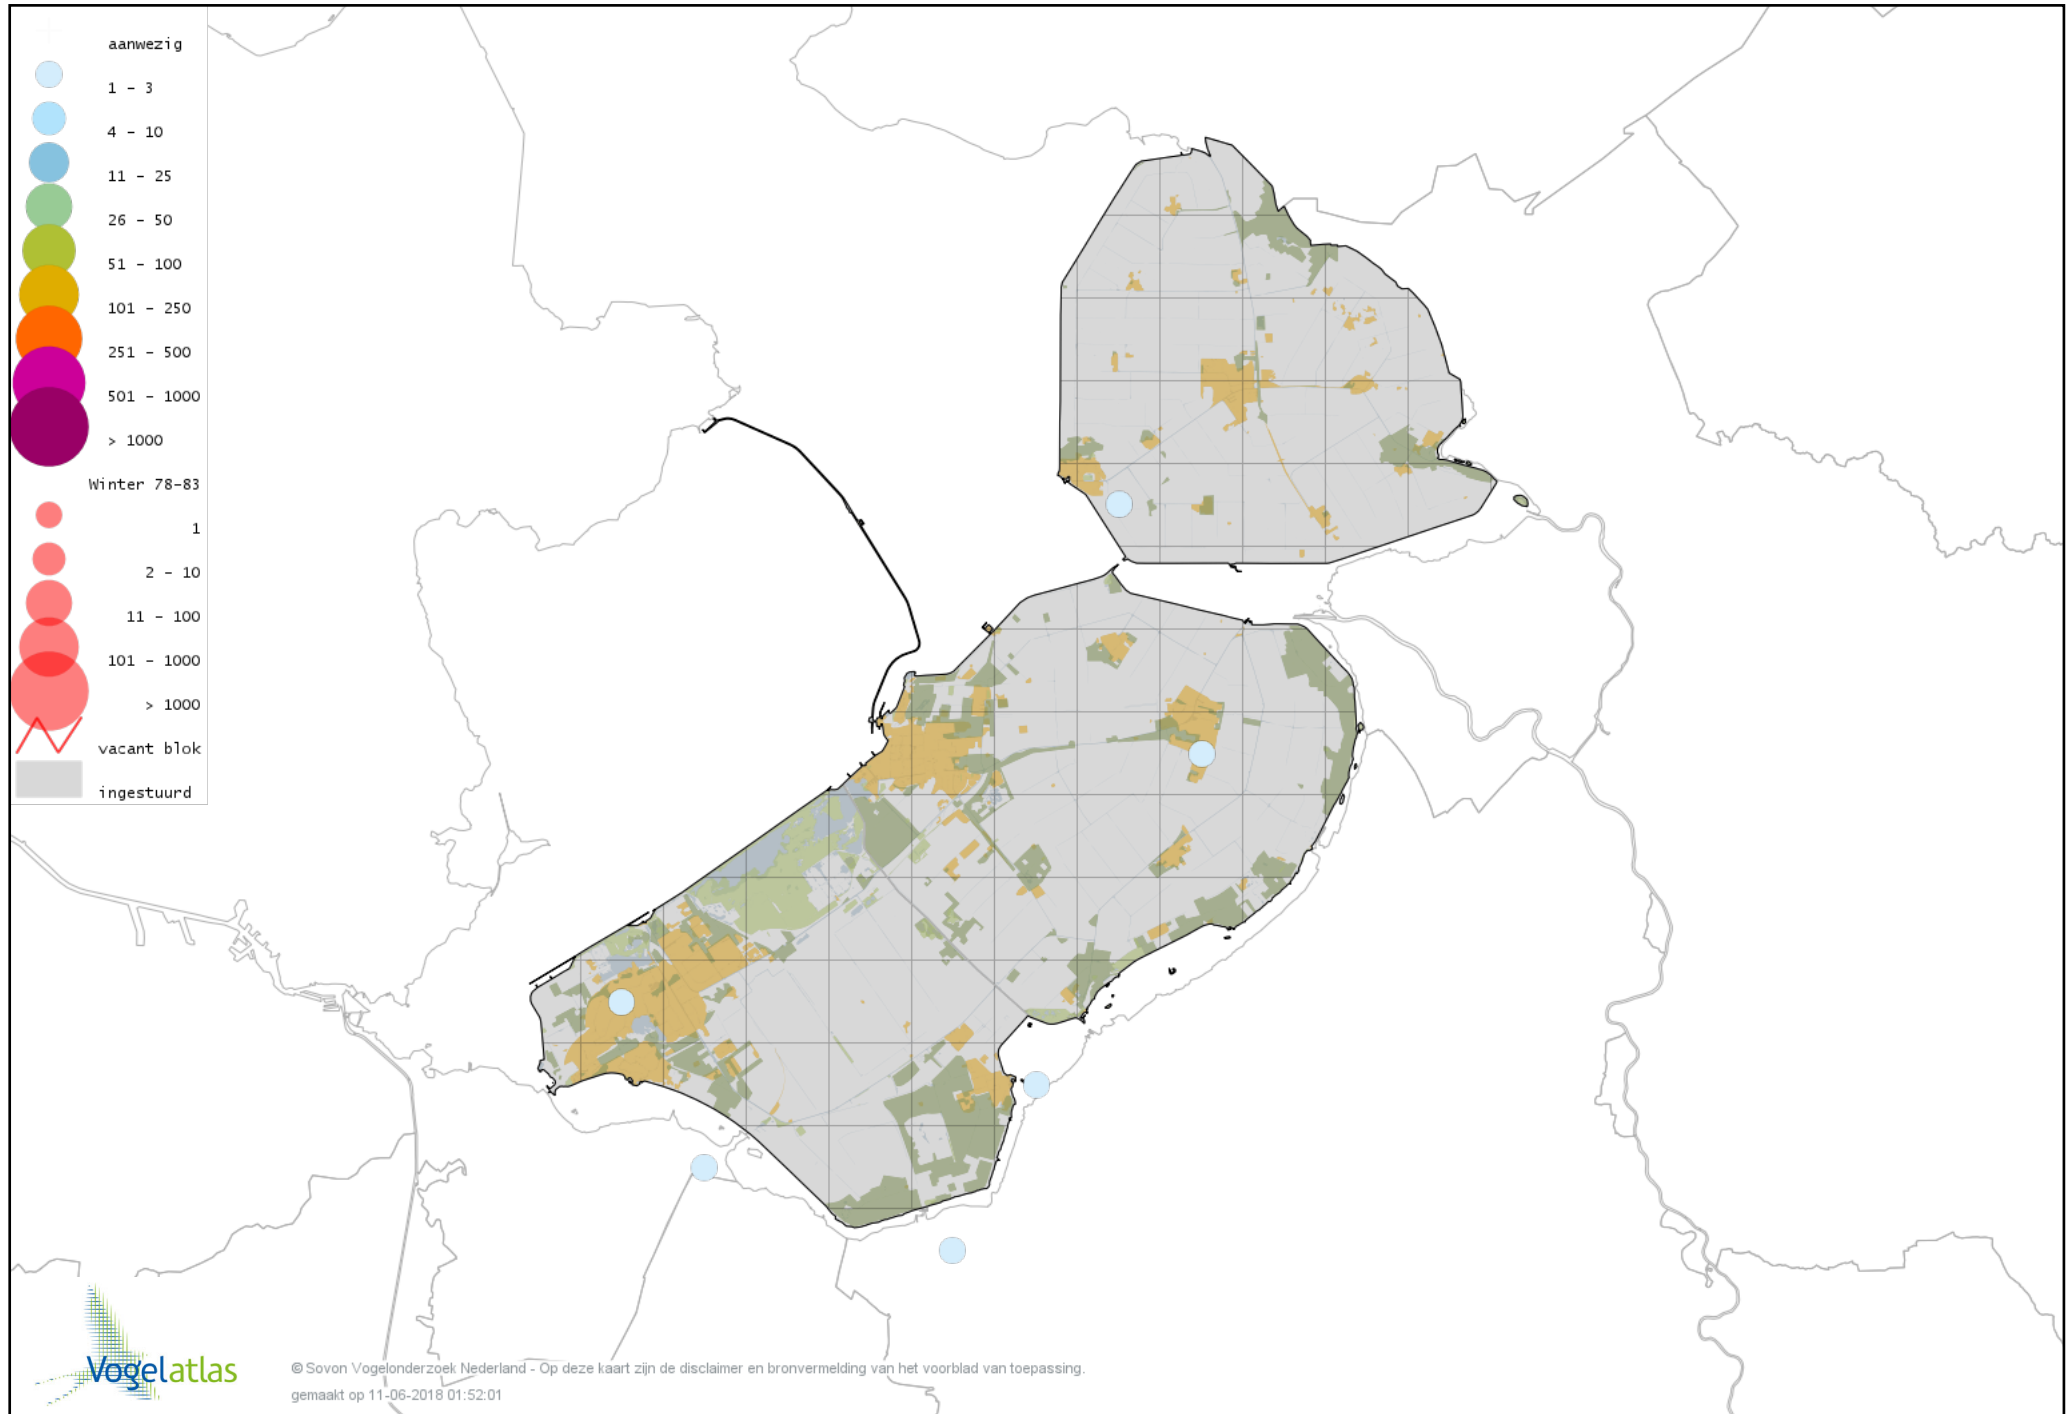 aanwezig
1 - 3
4 - 10
11 - 25
26 - 50
51 - 100
101 - 250
251 - 500
501 - 1000
> 1000
Winter 78-83
1
2 - 10
11 - 100
101 - 1000
> 1000
vacant blok
ingestuurd
Vogelatlas
© Sovon Vogelonderzoek Nederland - Op deze kaart zijn de disclaimer en bronvermelding van het voorblad van toepassing.
gemaakt op 11-06-2018 01:52:01